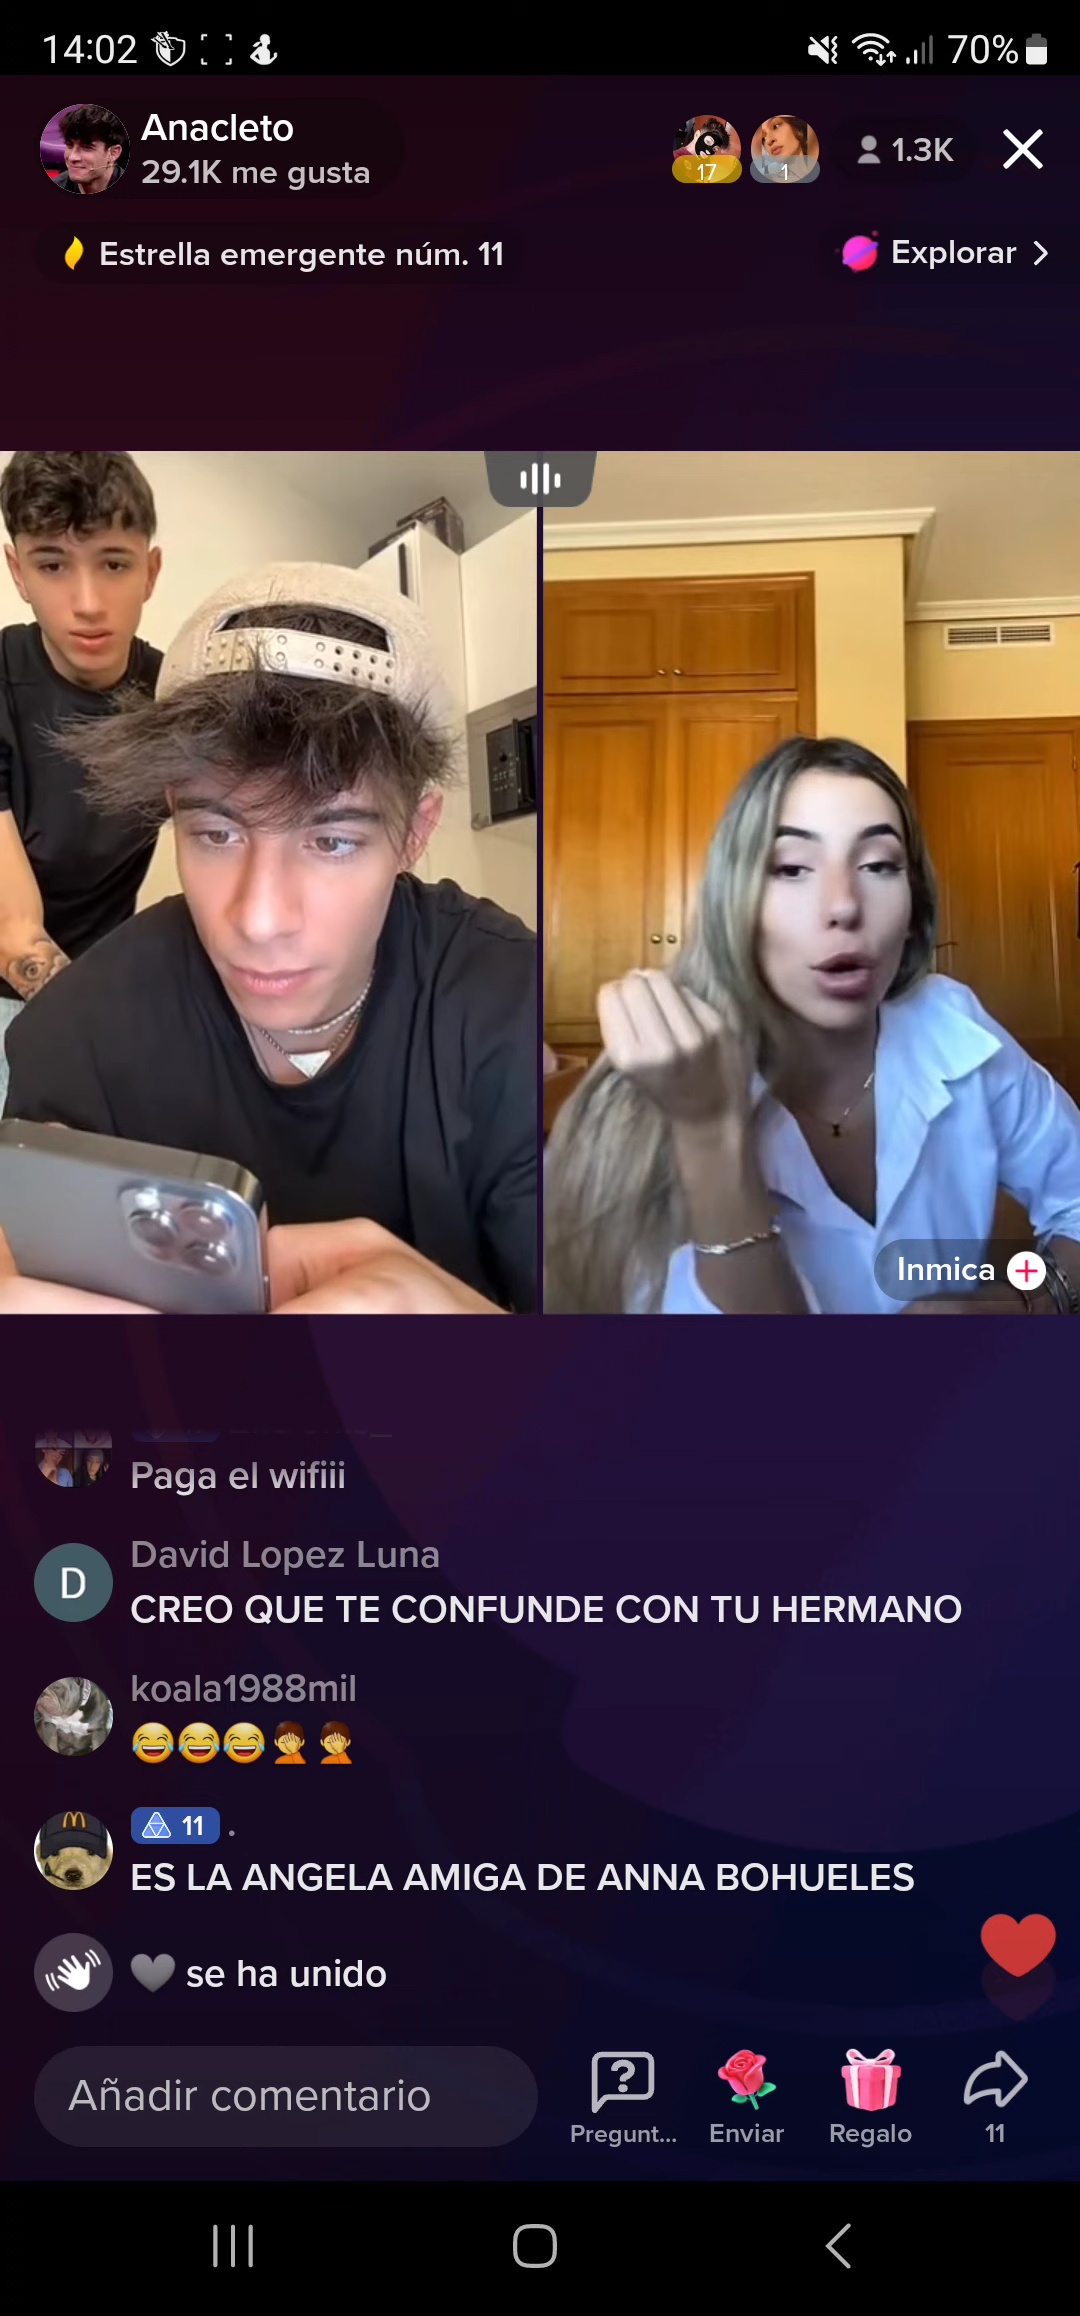 14:02
70%
Anacleto
29.1K me gusta
17
1
1.3K
Estrella emergente núm. 11
Explorar
Inmica
Paga el wifiii
David Lopez Luna
D
CREO QUE TE CONFUNDE CON TU HERMANO
koala1988mil
11 .
ES LA ANGELA AMIGA DE ANNA BOHUELES
se ha unido
Añadir comentario
Pregunt...
Enviar
Regalo
11